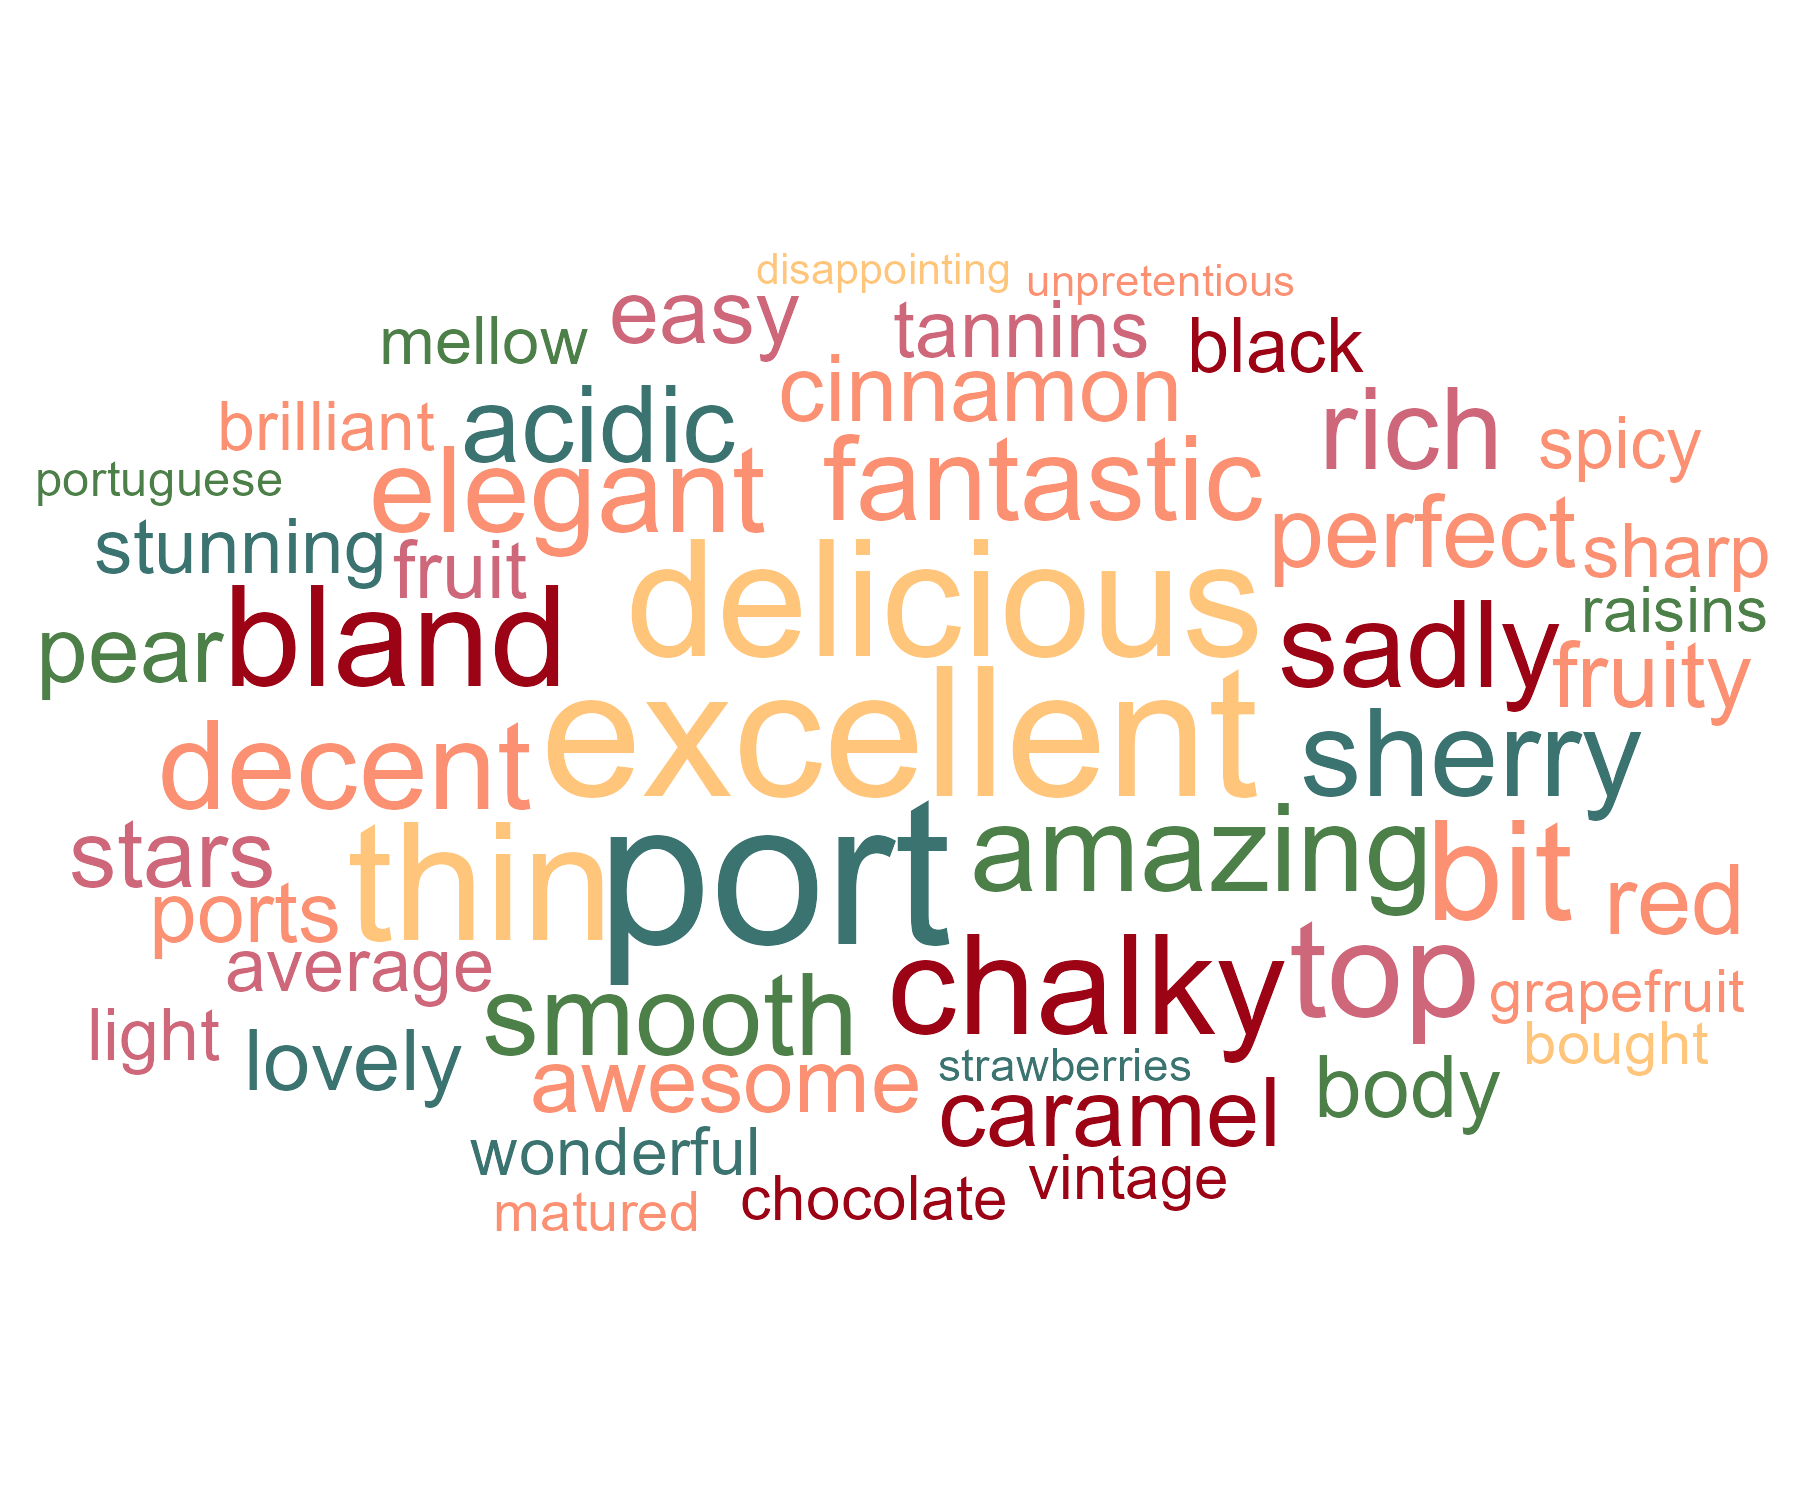 disappointing
unpretentious
easy
tannins
mellow
black
cinnamon
brilliant
acidic
rich
spicy
portuguese
elegant
fantastic
perfect
stunning
fruit
sharp
delicious
raisins
pear
bland
sadly
fruity
excellent
decent
sherry
stars
thin
port
amazing
bit
red
ports
average
chalky
top
grapefruit
light
lovely
smooth
bought
strawberries
awesome
body
caramel
wonderful
vintage
matured
chocolate